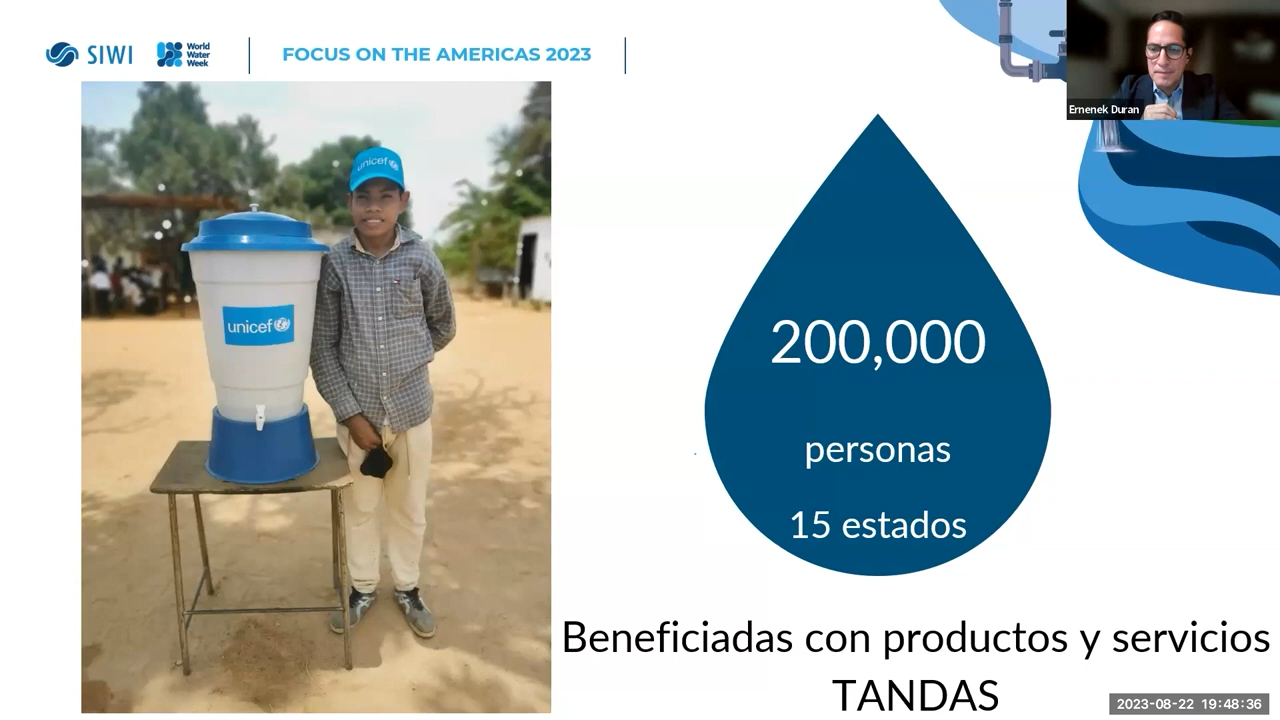 SIWI
World
Water
Week
FOCUS ON THE AMERICAS 2023
Ernenek Duran
unicef
unicef
200,000
personas
15 estados
Beneficiadas con productos y servicios
TANDAS
2023-08-22 19:48:36